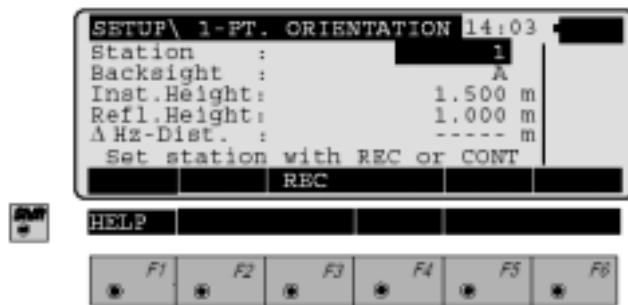 SETUP\ 1-PT. ORIENTATION 14:03
Station : 1
Backsight : A
Inst.Height: 1.500 m
Refl.Height: 1.000 m
Δ Hz-Dist. : ----- m
Set station with REC or CONT
REC
Shift HELP
F1 F2 F3 F4 F5 F6